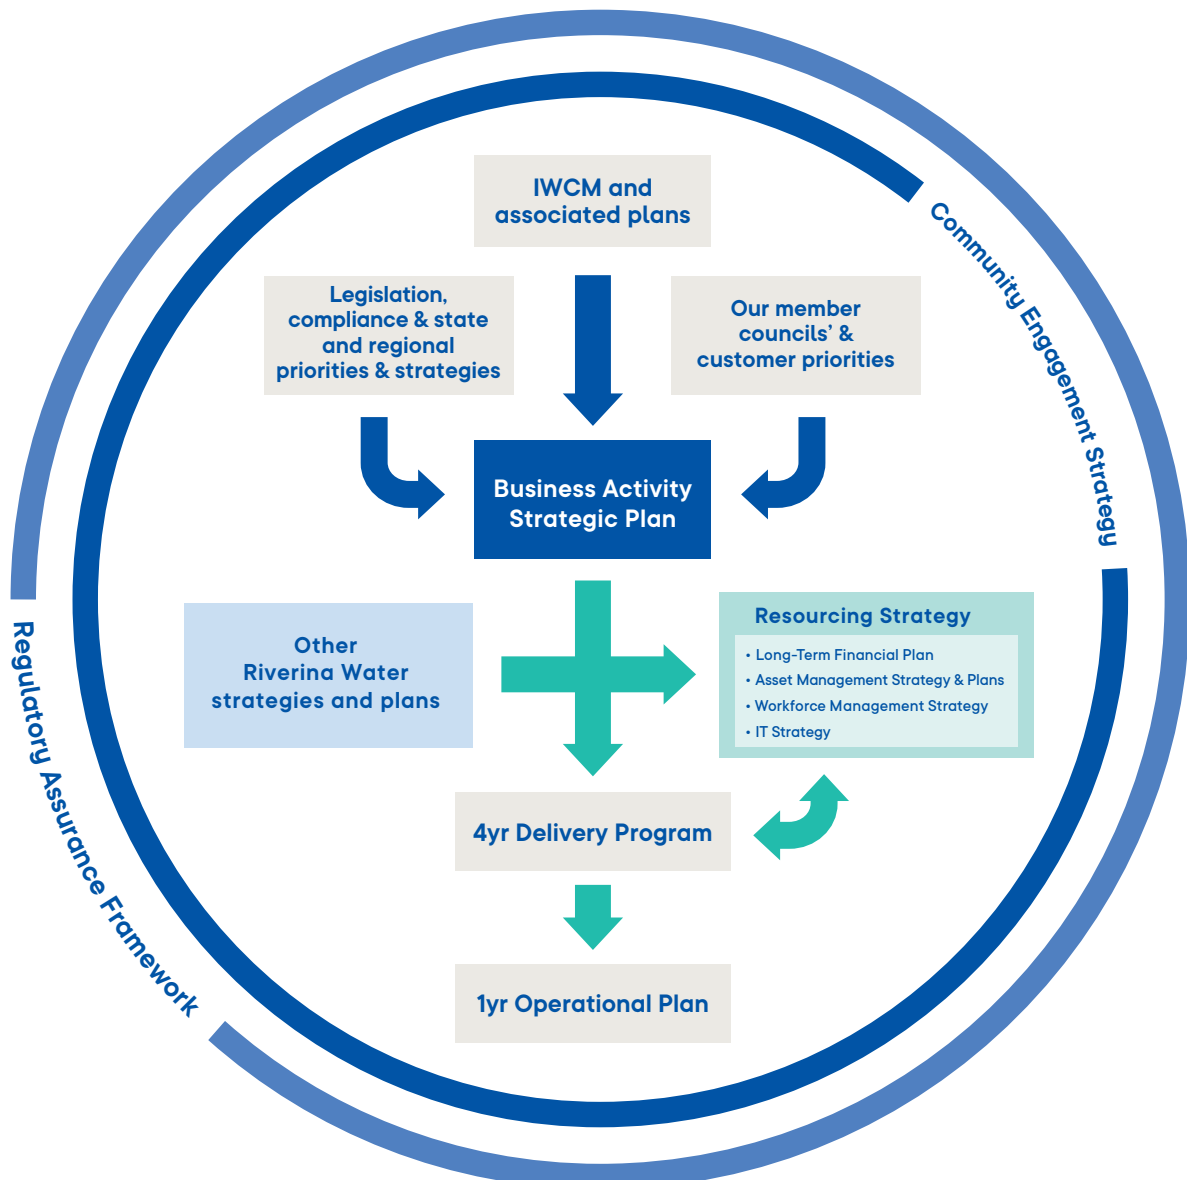 IWCM and
associated plans
Legislation,
compliance & state
and regional
priorities & strategies
Our member
councils’ &
customer priorities
Community Engagement Strategy
Business Activity
Strategic Plan
Other
Riverina Water
strategies and plans
Resourcing Strategy
• Long-Term Financial Plan
• Asset Management Strategy & Plans
• Workforce Management Strategy
• IT Strategy
Regulatory Assurance Framework
4yr Delivery Program
1yr Operational Plan